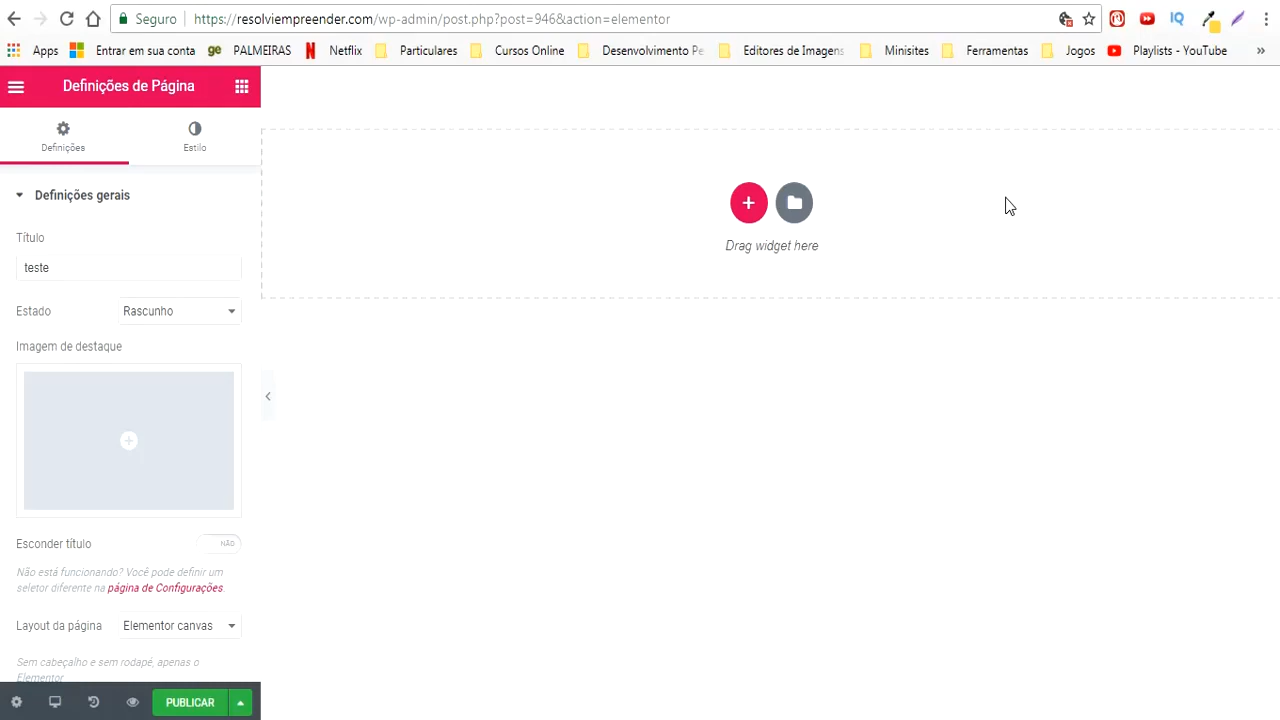 Seguro https://resolviempreender.com/wp-admin/post.php?post=946&action=elementor
Apps Entrar em sua conta ge PALMEIRAS N Netflix Particulares Cursos Online Desenvolvimento Pe Editores de Imagens Minisites Ferramentas Jogos Playlists - YouTube »
Definições de Página
Definições Estilo
Definições gerais
Título
teste
Estado Rascunho
Imagem de destaque
Esconder título NÃO
Não está funcionando? Você pode definir um
seletor diferente na página de Configurações.
Layout da página Elementor canvas
Sem cabeçalho e sem rodapé, apenas o
Elementor
PUBLICAR
Drag widget here
IQ